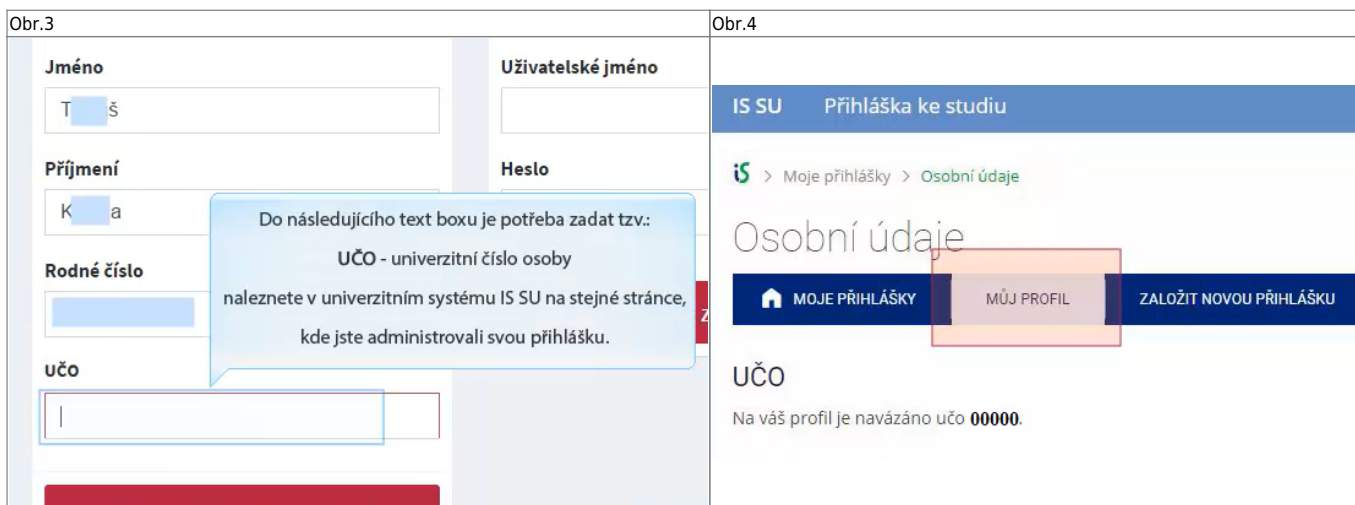 Obr.3
Jméno
T š
Příjmení
K a
Rodné číslo
UČO
Uživatelské jméno
Heslo
Do následujícího text boxu je potřeba zadat tzv.:
UČO - univerzitní číslo osoby
naleznete v univerzitním systému IS SU na stejné stránce,
kde jste administrovali svou přihlášku.
Z
Obr.4
IS SU Přihláška ke studiu
iS > Moje přihlášky > Osobní údaje
Osobní údaje
MOJE PŘIHLÁŠKY MŮJ PROFIL ZALOŽIT NOVOU PŘIHLÁŠKU
UČO
Na váš profil je navázáno učo 00000.